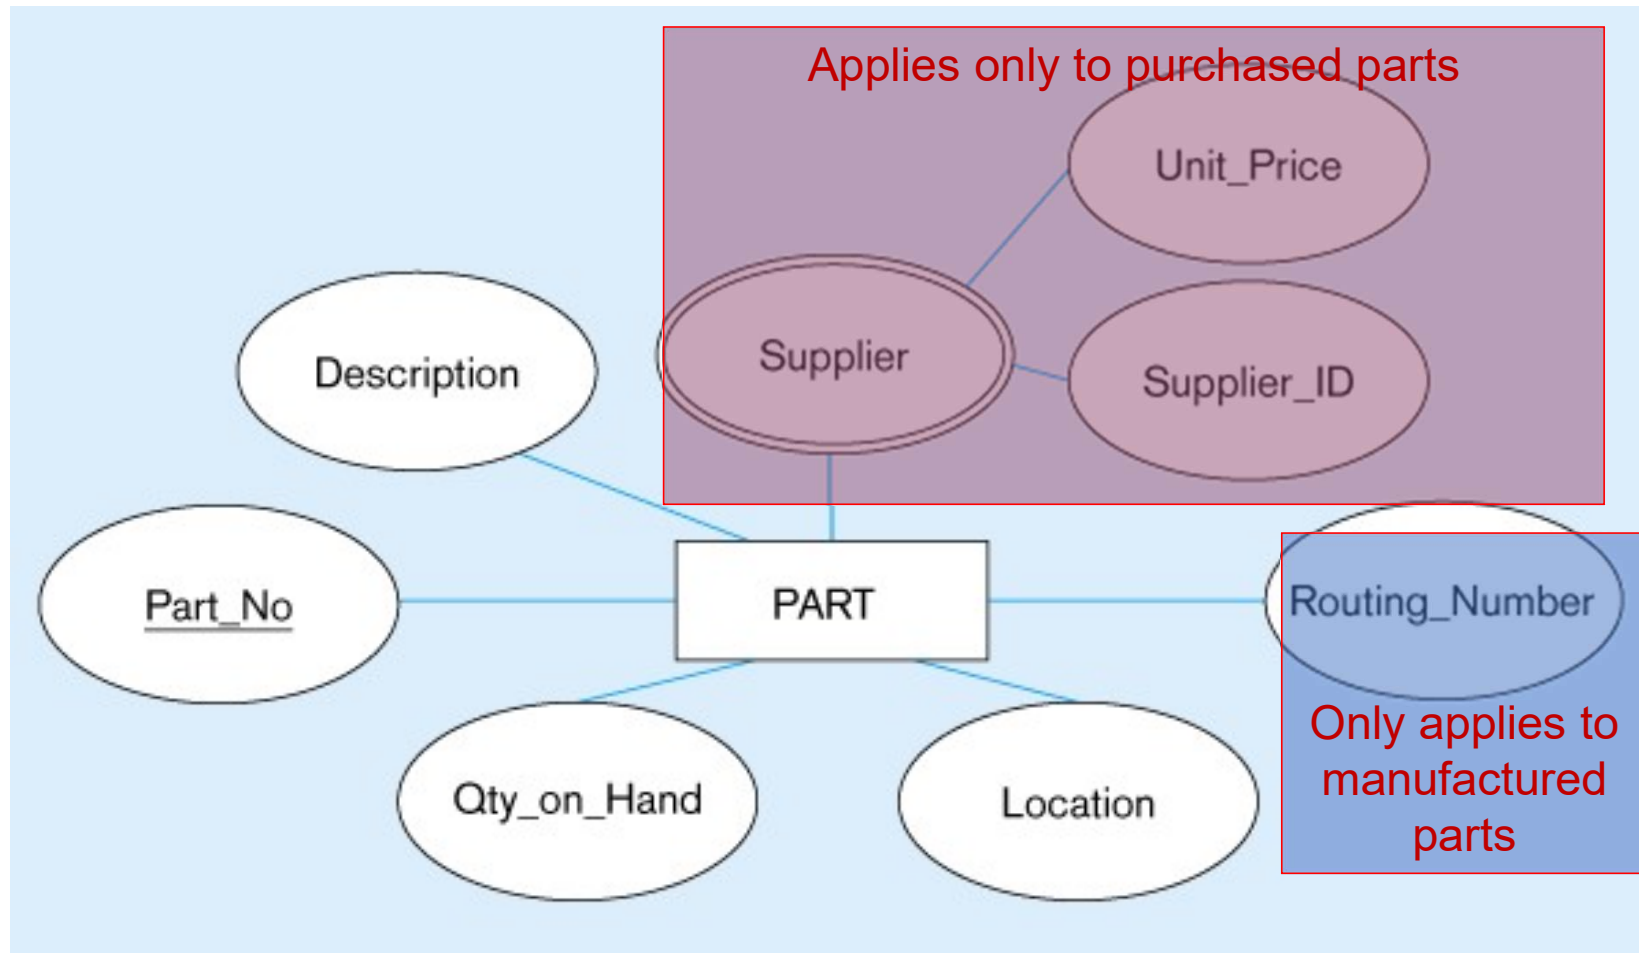 Applies only to purchased parts
Unit_Price
Supplier
Supplier_ID
Description
Part_No
PART
Routing_Number
Qty_on_Hand
Location
Only applies to
manufactured
parts